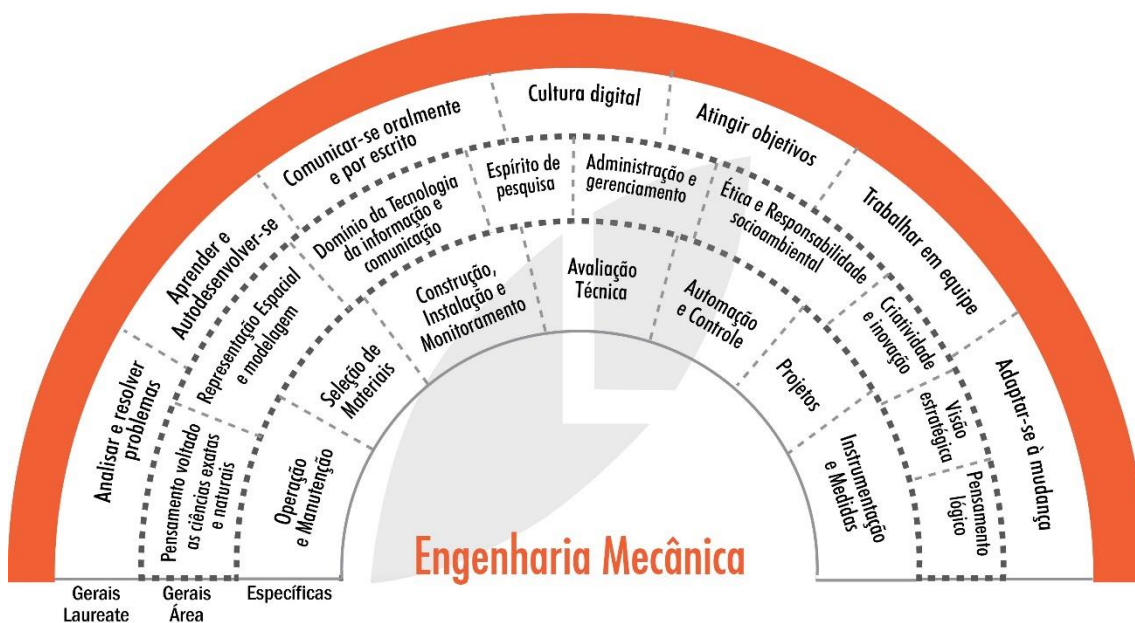 Analisar e resolver
problemas
Aprender e
Autodesenvolver-se
Comunicar-se oralmente
e por escrito
Cultura digital
Atingir objetivos
Trabalhar em equipe
Adaptar-se à mudança
Pensamento voltado
as ciências exatas
e naturais
Representação Espacial
e modelagem
Domínio da Tecnologia
da informação e
comunicação
Espírito de
pesquisa
Administração e
gerenciamento
Ética e Responsabilidade
socioambiental
Criatividade
e inovação
Visão
estratégica
Pensamento
lógico
Operação
e Manutenção
Seleção de
Materiais
Construção,
Instalação e
Monitoramento
Avaliação
Técnica
Automação
e Controle
Projetos
Instrumentação
e Medidas
Engenharia Mecânica
Gerais
Laureate
Gerais
Área
Específicas